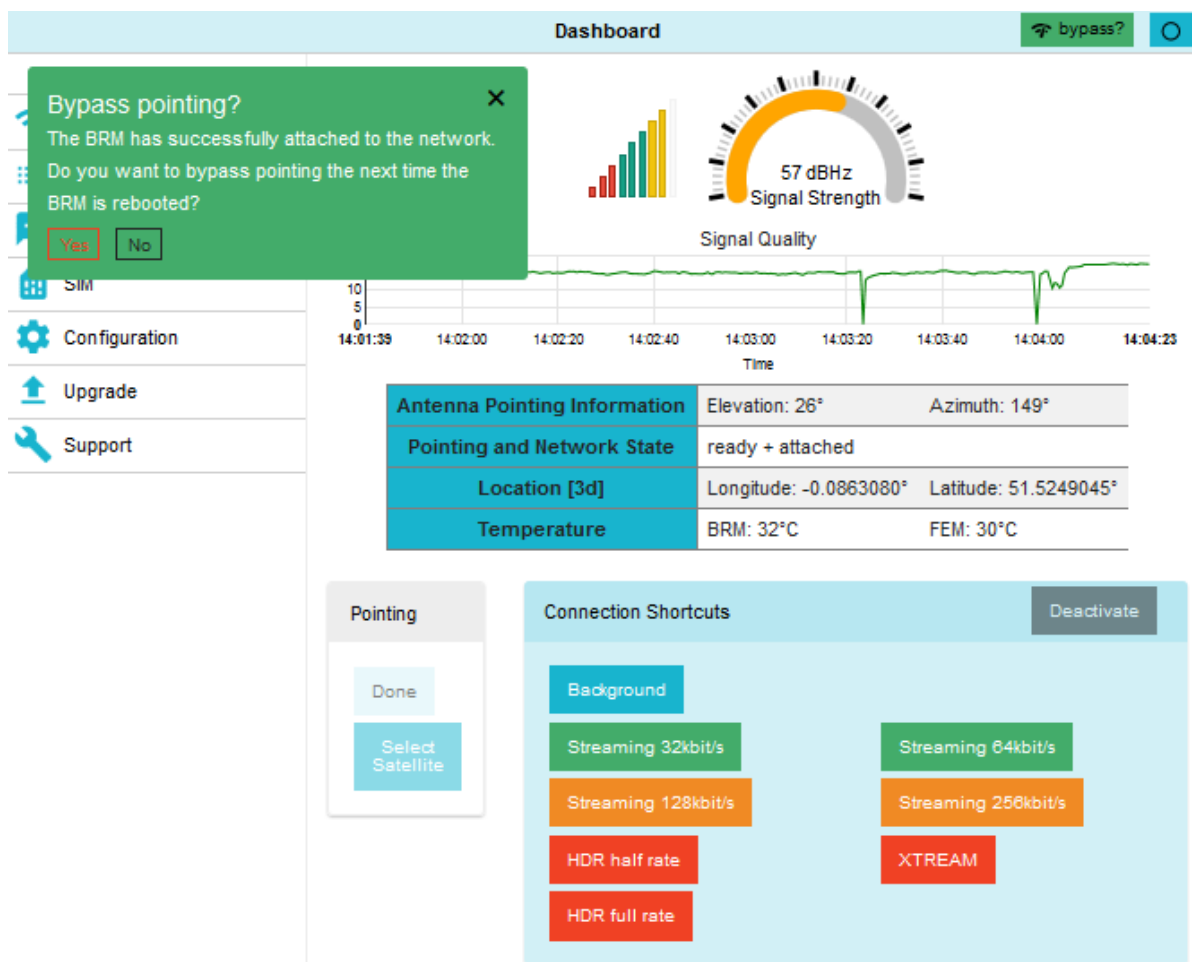 Dashboard
bypass?
Bypass pointing?
The BRM has successfully attached to the network.
Do you want to bypass pointing the next time the
BRM is rebooted?
Yes No
57 dBHz
Signal Strength
Signal Quality
10
5
0
14:01:39 14:02:00 14:02:20 14:02:40 14:03:00 14:03:20 14:03:40 14:04:00 14:04:23
Time
SIM
Configuration
Upgrade
Support
Antenna Pointing Information Elevation: 26° Azimuth: 149°
Pointing and Network State ready + attached
Location [3d] Longitude: -0.0863080° Latitude: 51.5249045°
Temperature BRM: 32°C FEM: 30°C
Pointing
Done
Select
Satellite
Connection Shortcuts Deactivate
Background
Streaming 32kbit/s Streaming 64kbit/s
Streaming 128kbit/s Streaming 256kbit/s
HDR half rate XTREAM
HDR full rate